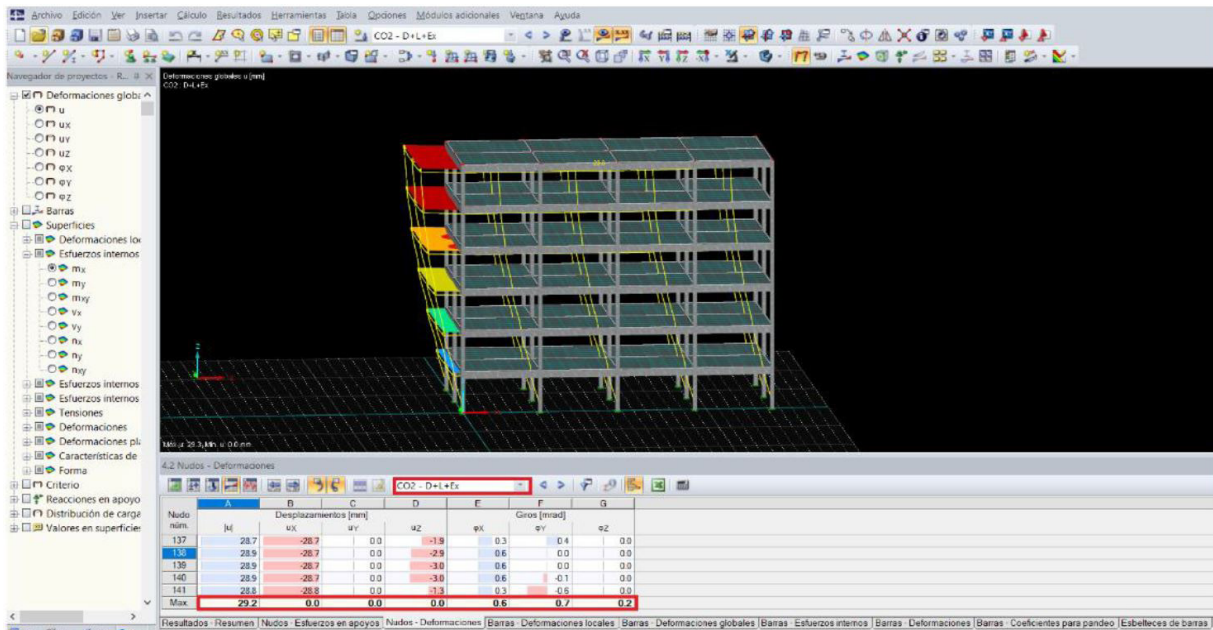 Archivo Edición Ver Insertar Cálculo Resultados Herramientas Tabla Opciones Módulos adicionales Ventana Ayuda
CO2 - D+L+Ex
Navegador de proyectos - R...
Deformaciones globa
u
ux
uY
uz
φX
φY
φZ
Barras
Superficies
Deformaciones loc
Esfuerzos internos
mx
my
mxy
vx
vy
nx
ny
nxy
Esfuerzos internos
Esfuerzos internos
Tensiones
Deformaciones
Deformaciones pla
Características de
Forma
Criterio
Reacciones en apoyo
Distribución de carga
Valores en superficies
Deformaciones globales u [mm]
CO2 : D+L+Ex
Máx u: 29.3, Mín. u: 0.0 mm
4.2 Nudos - Deformaciones
CO2 - D+L+Ex
A B C D E F G
Nudo Desplazamientos [mm] Giros [mrad]
núm. |u| uX uY uZ φX φY φZ
137 28.7 -28.7 0.0 -1.9 0.3 0.4 0.0
138 28.9 -28.7 0.0 -2.9 0.6 0.0 0.0
139 28.9 -28.7 0.0 -3.0 0.6 0.0 0.0
140 28.9 -28.7 0.0 -3.0 0.6 -0.1 0.0
141 28.8 -28.8 0.0 -1.3 0.3 -0.6 0.0
Max. 29.2 0.0 0.0 0.0 0.6 0.7 0.2
Resultados - Resumen Nudos - Esfuerzos en apoyos Nudos - Deformaciones Barras - Deformaciones locales Barras - Deformaciones globales Barras - Esfuerzos internos Barras - Deformaciones Barras - Coeficientes para pandeo Esbelteces de barras